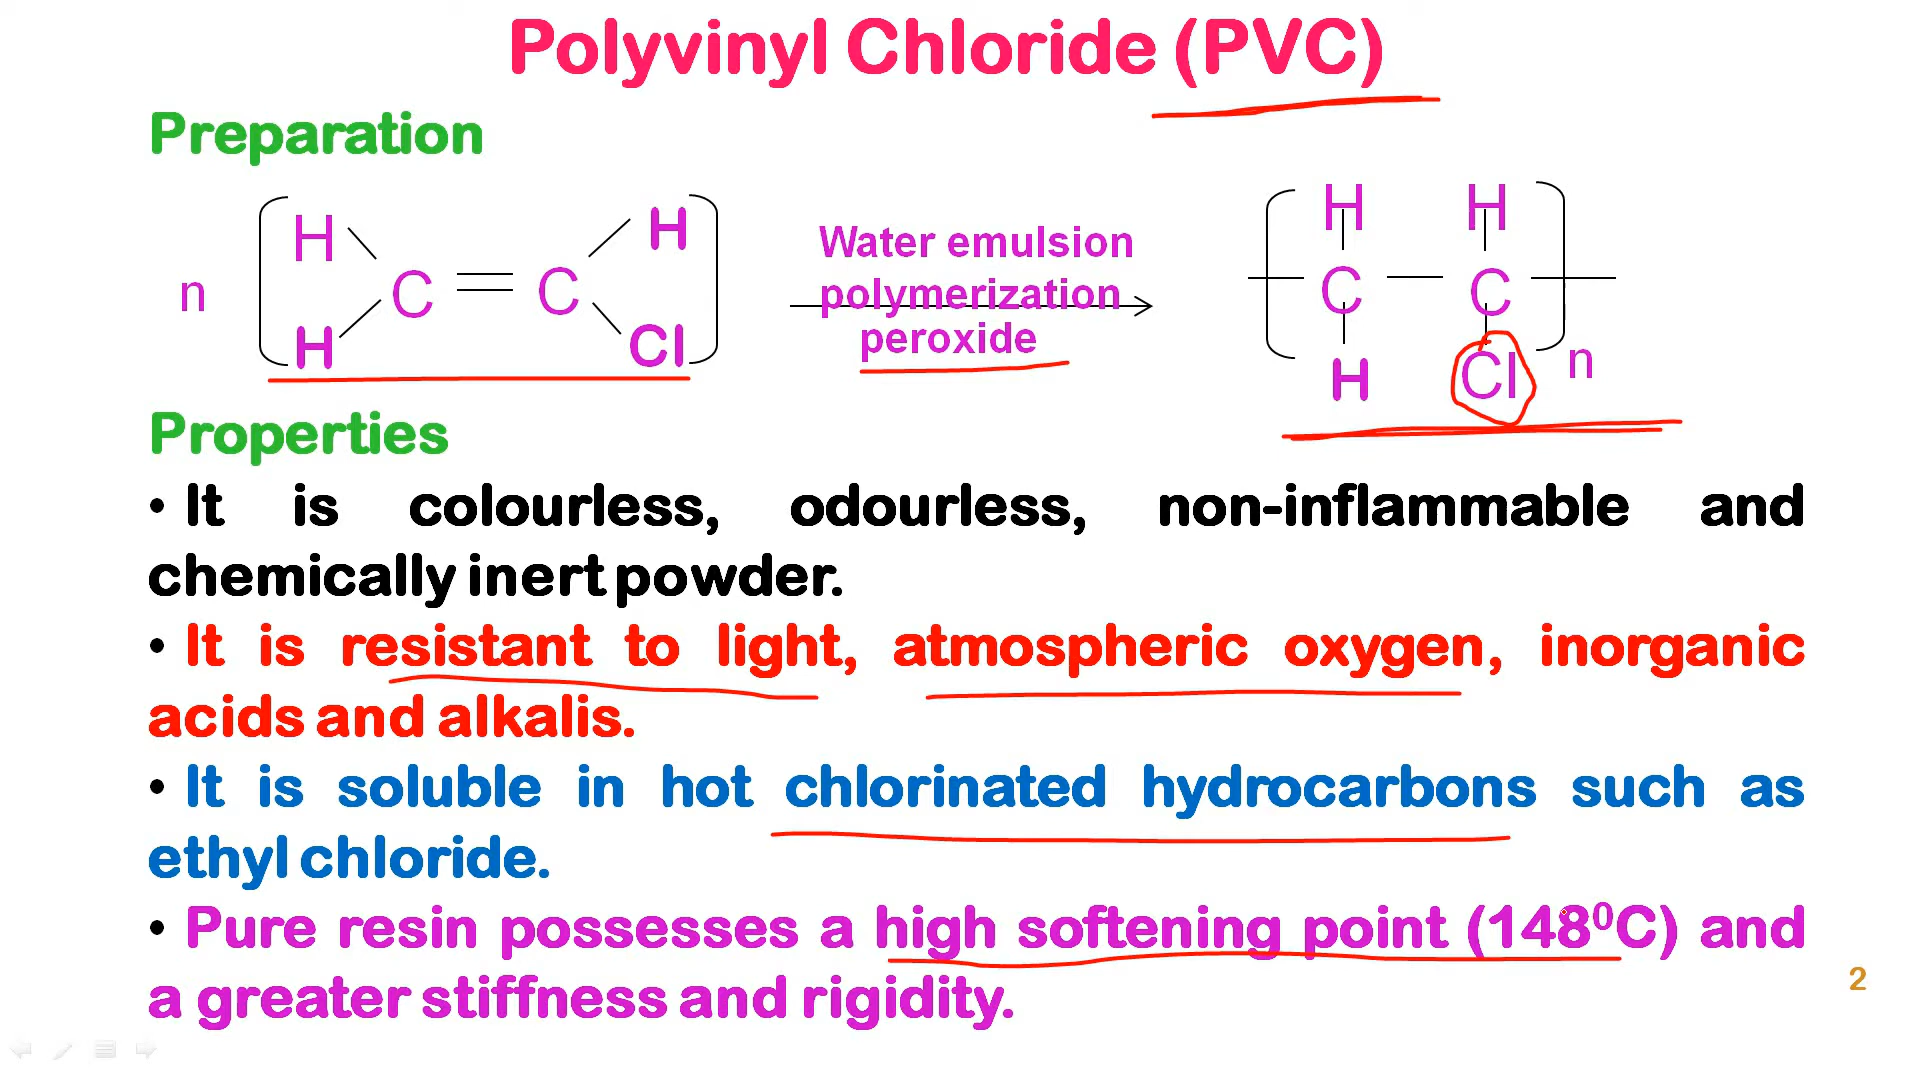 Polyvinyl Chloride (PVC)
Preparation
n
H
H
C
C
H
Cl
Water emulsion
polymerization
peroxide
H
H
C
C
H
Cl
n
Properties
• It is colourless, odourless, non-inflammable and
chemically inert powder.
• It is resistant to light, atmospheric oxygen, inorganic
acids and alkalis.
• It is soluble in hot chlorinated hydrocarbons such as
ethyl chloride.
• Pure resin possesses a high softening point (148⁰C) and
a greater stiffness and rigidity.
2